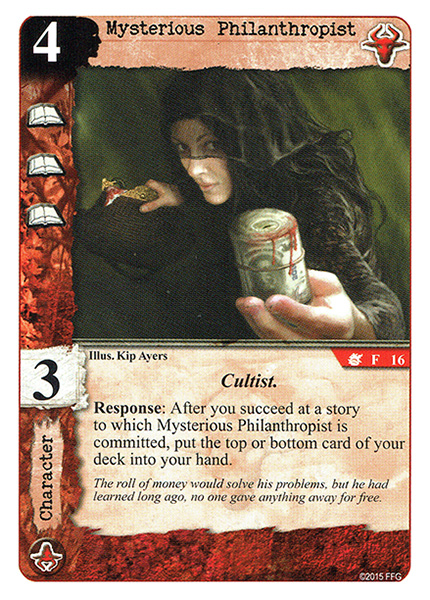 4
Mysterious Philanthropist
Illus. Kip Ayers
F 16
3
Cultist.
Response: After you succeed at a story
to which Mysterious Philanthropist is
committed, put the top or bottom card of your
deck into your hand.
The roll of money would solve his problems, but he had
learned long ago, no one gave anything away for free.
Character
©2015 FFG